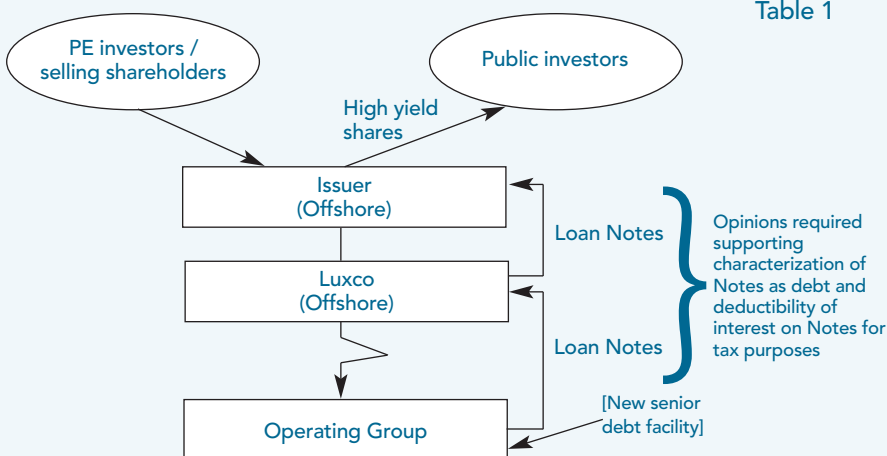 Table 1
PE investors /
selling shareholders
Public investors
High yield
shares
Issuer
(Offshore)
Loan Notes
Luxco
(Offshore)
Loan Notes
Opinions required
supporting
characterization of
Notes as debt and
deductibility of
interest on Notes for
tax purposes
[New senior
debt facility]
Operating Group